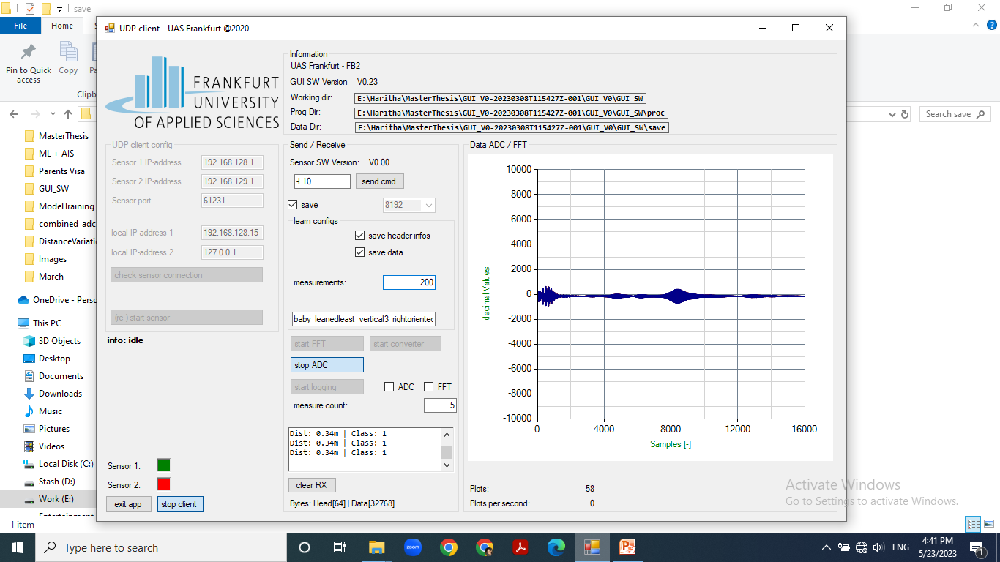 save
UDP client - UAS Frankfurt @2020
File
Home
Pin to Quick access
Copy
Clipb
Search save
MasterThesis
ML + AIS
Parents Visa
GUI_SW
ModelTraining
combined_adc
DistanceVariati
Images
March
OneDrive - Perso
This PC
3D Objects
Desktop
Documents
Downloads
Music
Pictures
Videos
Local Disk (C:)
Stash (D:)
Work (E:)
1 item
FRANKFURT
UNIVERSITY
OF APPLIED SCIENCES
Information
UAS Frankfurt - FB2
GUI SW Version V0.23
Working dir: E:\Haritha\MasterThesis\GUI_V0-20230308T115427Z-001\GUI_V0\GUI_SW
Prog Dir: E:\Haritha\MasterThesis\GUI_V0-20230308T115427Z-001\GUI_V0\GUI_SW\proc
Data Dir: E:\Haritha\MasterThesis\GUI_V0-20230308T115427Z-001\GUI_V0\GUI_SW\save
UDP client config
Sensor 1 IP-address 192.168.128.1
Sensor 2 IP-address 192.168.129.1
Sensor port 61231
local IP-address 1 192.168.128.15
local IP-address 2 127.0.0.1
check sensor connection
(re-) start sensor
info: idle
Sensor 1:
Sensor 2:
exit app stop client
Send / Receive
Sensor SW Version: V0.00
10 send cmd
save 8192
learn configs
save header infos
save data
measurements: 200
baby_leanedleast_vertical3_rightoriented
start FFT start converter
stop ADC
start logging ADC FFT
measure count: 5
Dist: 0.34m | Class: 1
Dist: 0.34m | Class: 1
Dist: 0.34m | Class: 1
clear RX
Bytes: Head[64] | Data[32768]
Data ADC / FFT
10000
8000
6000
4000
2000
0
-2000
-4000
-6000
-8000
-10000
decimal Values
0 4000 8000 12000 16000
Samples [-]
Plots: 58
Plots per second: 0
Activate Windows
Go to Settings to activate Windows.
Type here to search
zoom
ENG
4:41 PM
5/23/2023
1